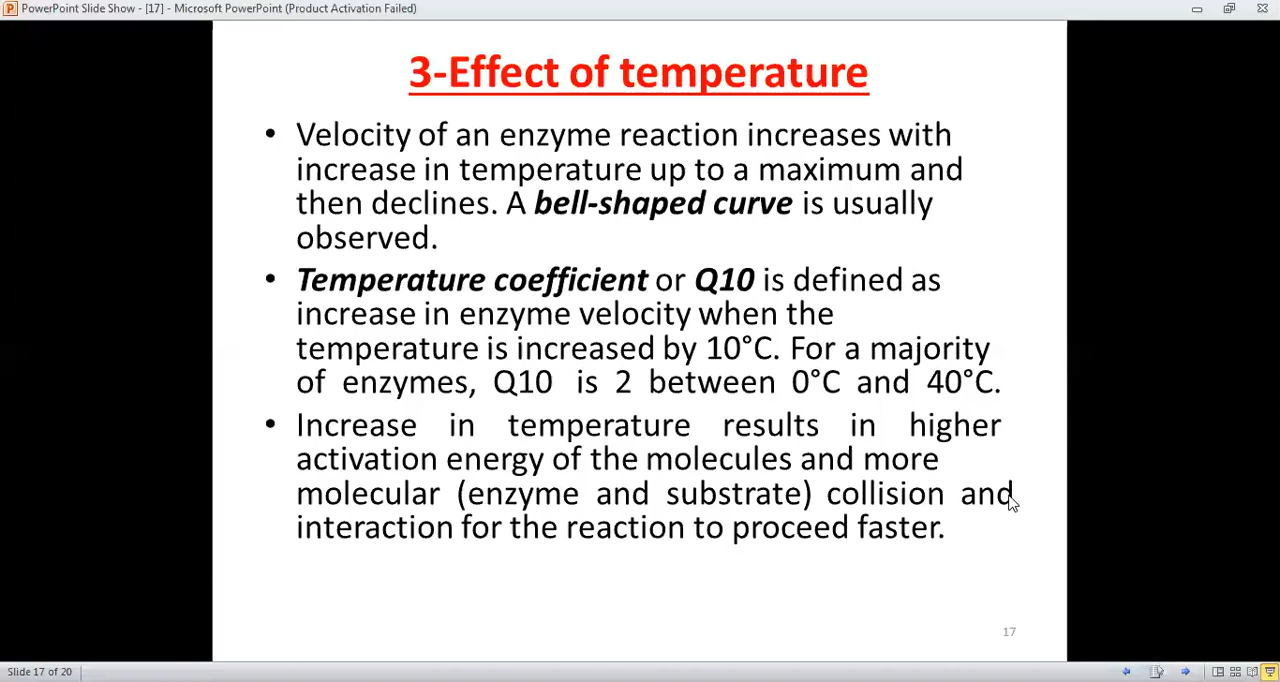 PowerPoint Slide Show - [17] - Microsoft PowerPoint (Product Activation Failed)
3-Effect of temperature
• Velocity of an enzyme reaction increases with
increase in temperature up to a maximum and
then declines. A bell-shaped curve is usually
observed.
• Temperature coefficient or Q10 is defined as
increase in enzyme velocity when the
temperature is increased by 10°C. For a majority
of enzymes, Q10 is 2 between 0°C and 40°C.
• Increase in temperature results in higher
activation energy of the molecules and more
molecular (enzyme and substrate) collision and
interaction for the reaction to proceed faster.
17
Slide 17 of 20